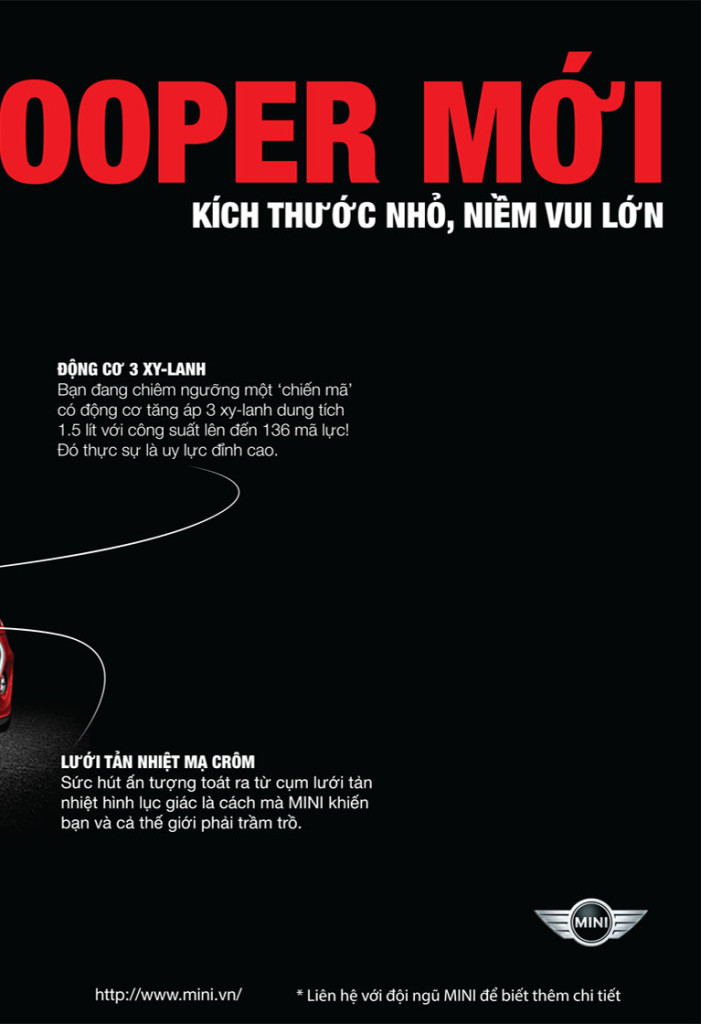 OOPER MỚI
KÍCH THƯỚC NHỎ, NIỀM VUI LỚN
ĐỘNG CƠ 3 XY-LANH
Bạn đang chiêm ngưỡng một ‘chiến mã’
có động cơ tăng áp 3 xy-lanh dung tích
1.5 lít với công suất lên đến 136 mã lực!
Đó thực sự là uy lực đỉnh cao.
LƯỚI TẢN NHIỆT MẠ CRÔM
Sức hút ấn tượng toát ra từ cụm lưới tản
nhiệt hình lục giác là cách mà MINI khiến
bạn và cả thế giới phải trầm trồ.
MINI
http://www.mini.vn/
* Liên hệ với đội ngũ MINI để biết thêm chi tiết